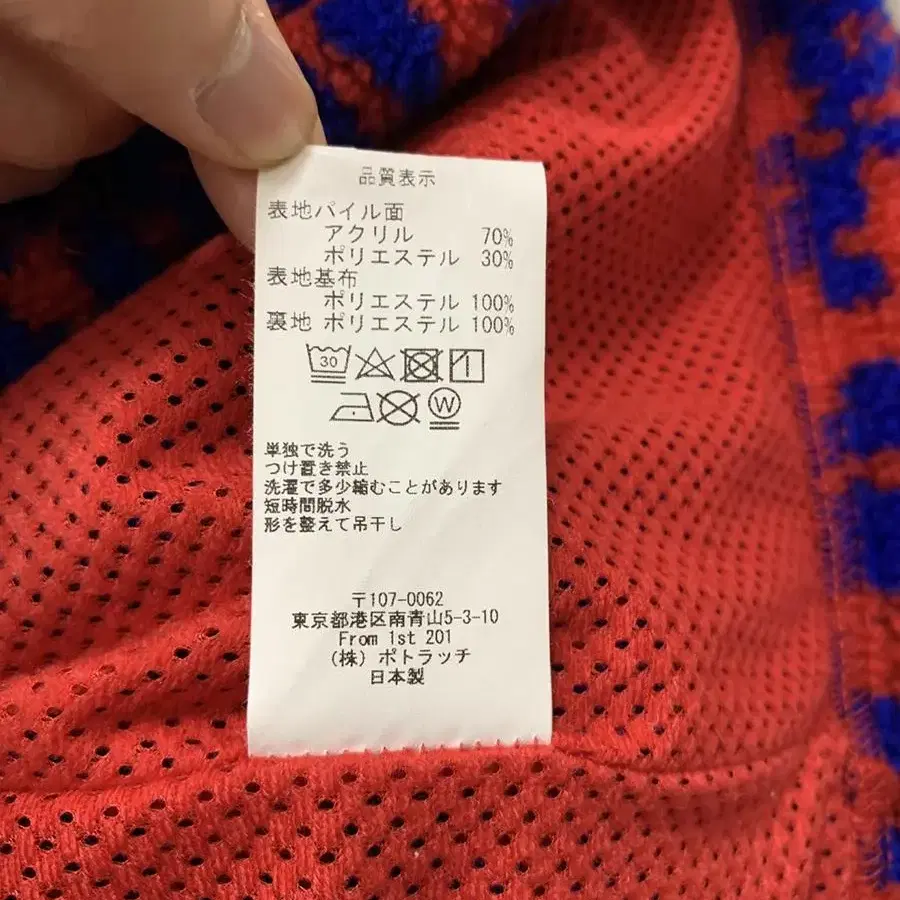 品質表示
表地パイル面
アクリル 70%
ポリエステル 30%
表地基布
ポリエステル 100%
裏地 ポリエステル 100%
30
W
単独で洗う
つけ置き禁止
洗濯で多少縮むことがあります
短時間脱水
形を整えて吊干し
〒107-0062
東京都港区南青山5-3-10
From 1st 201
(株) ポトラッチ
日本製